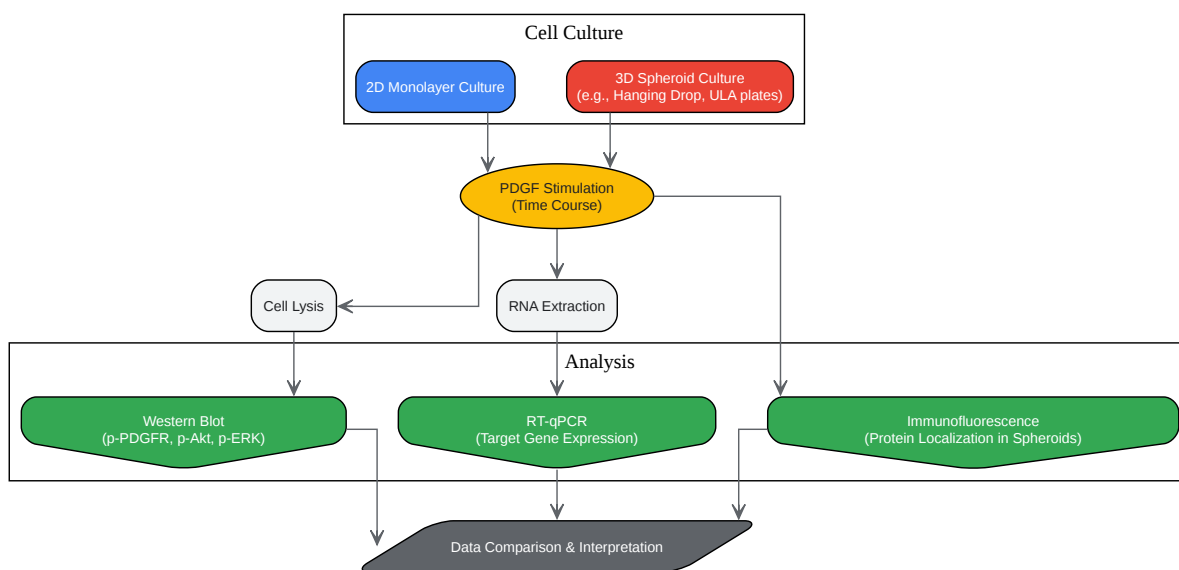 Cell Culture
2D Monolayer Culture
3D Spheroid Culture
(e.g., Hanging Drop, ULA plates)
PDGF Stimulation
(Time Course)
Cell Lysis
RNA Extraction
Analysis
Western Blot
(p-PDGFR, p-Akt, p-ERK)
RT-qPCR
(Target Gene Expression)
Immunofluorescence
(Protein Localization in Spheroids)
Data Comparison & Interpretation